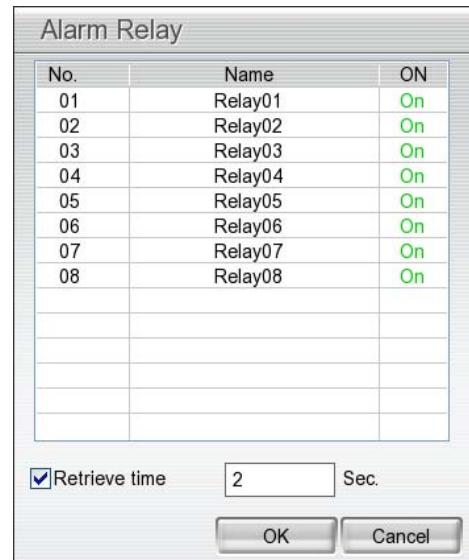 Alarm Relay
No. Name ON
01 Relay01 On
02 Relay02 On
03 Relay03 On
04 Relay04 On
05 Relay05 On
06 Relay06 On
07 Relay07 On
08 Relay08 On
Retrieve time 2 Sec.
OK Cancel